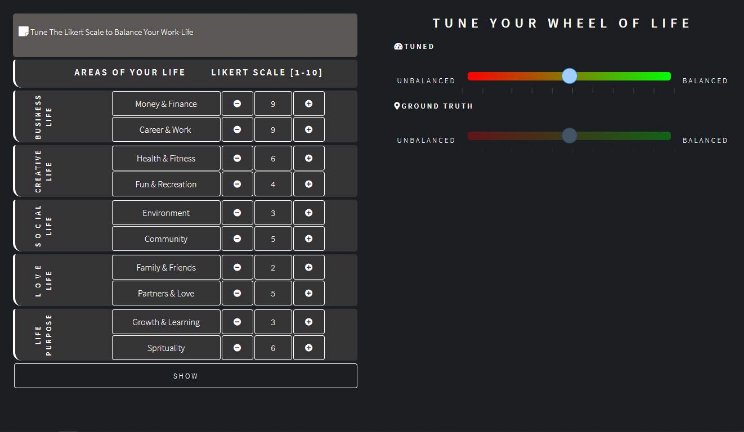 Tune The Likert Scale to Balance Your Work-Life
AREAS OF YOUR LIFE LIKERT SCALE [1-10]
BUSINESS LIFE
Money & Finance 9
Career & Work 9
CREATIVE LIFE
Health & Fitness 6
Fun & Recreation 4
SOCIAL LIFE
Environment 3
Community 5
LOVE LIFE
Family & Friends 2
Partners & Love 5
LIFE PURPOSE
Growth & Learning 3
Sprituality 6
SHOW
TUNE YOUR WHEEL OF LIFE
TUNED
UNBALANCED BALANCED
GROUND TRUTH
UNBALANCED BALANCED